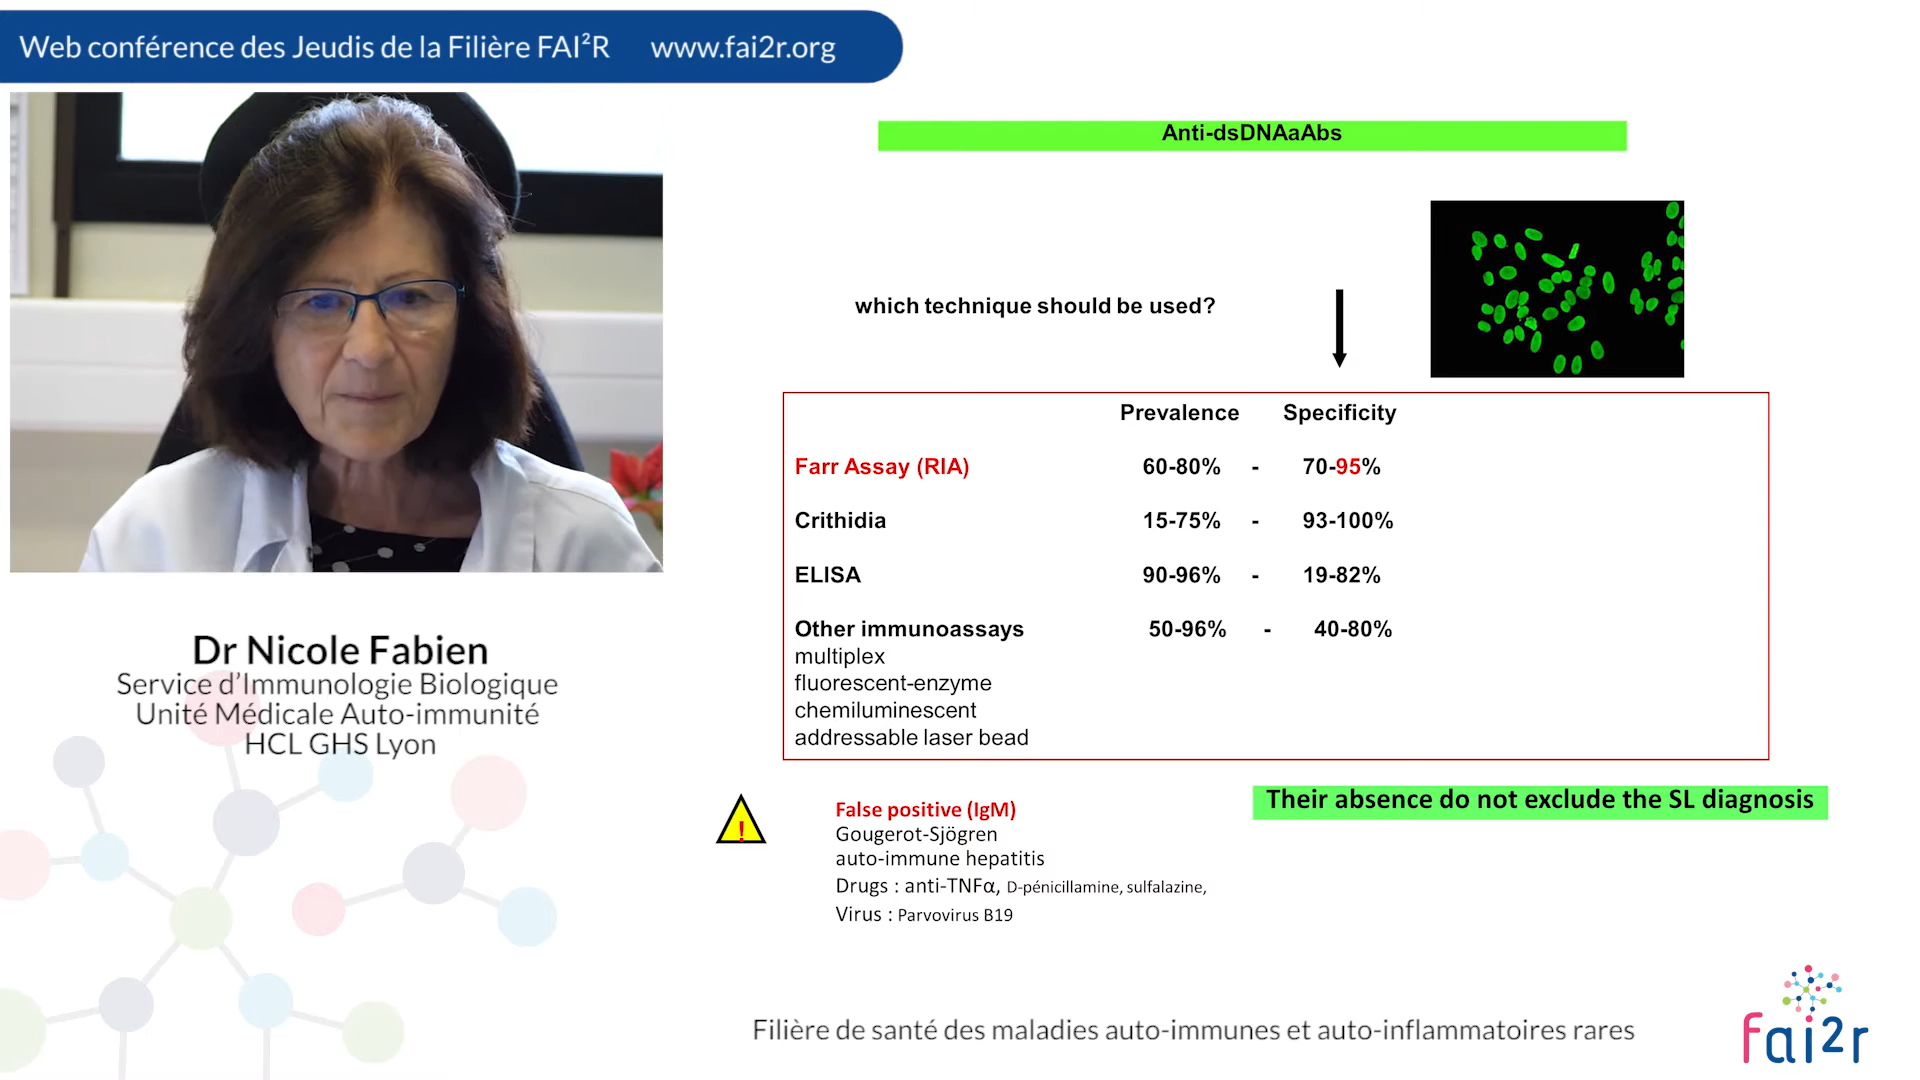 Web conférence des Jeudis de la Filière FAI²R www.fai2r.org
Anti-dsDNAaAbs
which technique should be used?
Prevalence Specificity
Farr Assay (RIA) 60-80% - 70-95%
Crithidia 15-75% - 93-100%
ELISA 90-96% - 19-82%
Other immunoassays 50-96% - 40-80%
multiplex
fluorescent-enzyme
chemiluminescent
addressable laser bead
Dr Nicole Fabien
Service d’Immunologie Biologique
Unité Médicale Auto-immunité
HCL GHS Lyon
!
False positive (IgM)
Gougerot-Sjögren
auto-immune hepatitis
Drugs : anti-TNFα, D-pénicillamine, sulfalazine,
Virus : Parvovirus B19
Their absence do not exclude the SL diagnosis
Filière de santé des maladies auto-immunes et auto-inflammatoires rares
fai2r